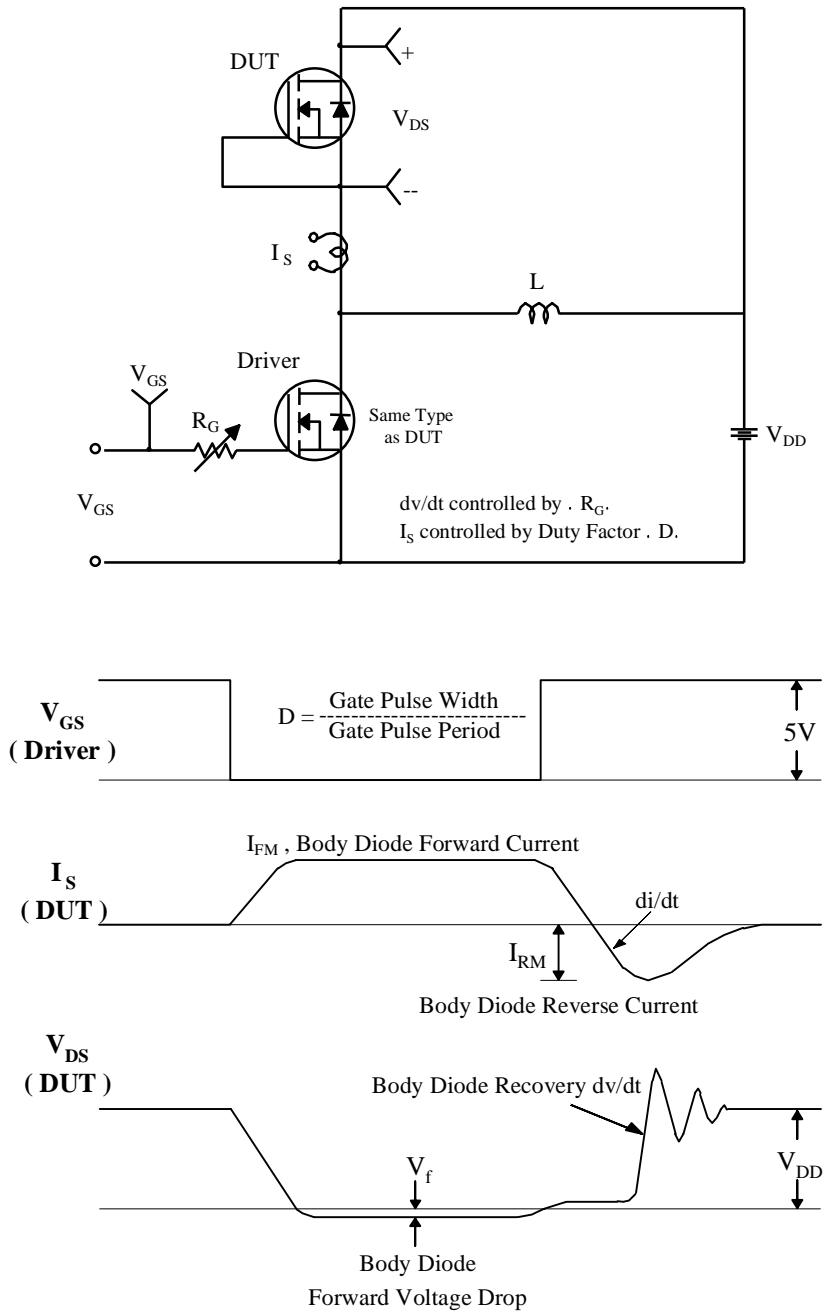 DUT
+
V_DS
--
I_S
L
Driver
V_GS
R_G
Same Type
as DUT
V_DD
V_GS
dv/dt controlled by . R_G.
I_S controlled by Duty Factor . D.
V_GS
( Driver )
D = Gate Pulse Width
Gate Pulse Period
5V
I_FM , Body Diode Forward Current
I_S
( DUT )
di/dt
I_RM
Body Diode Reverse Current
V_DS
( DUT )
Body Diode Recovery dv/dt
V_f
V_DD
Body Diode
Forward Voltage Drop